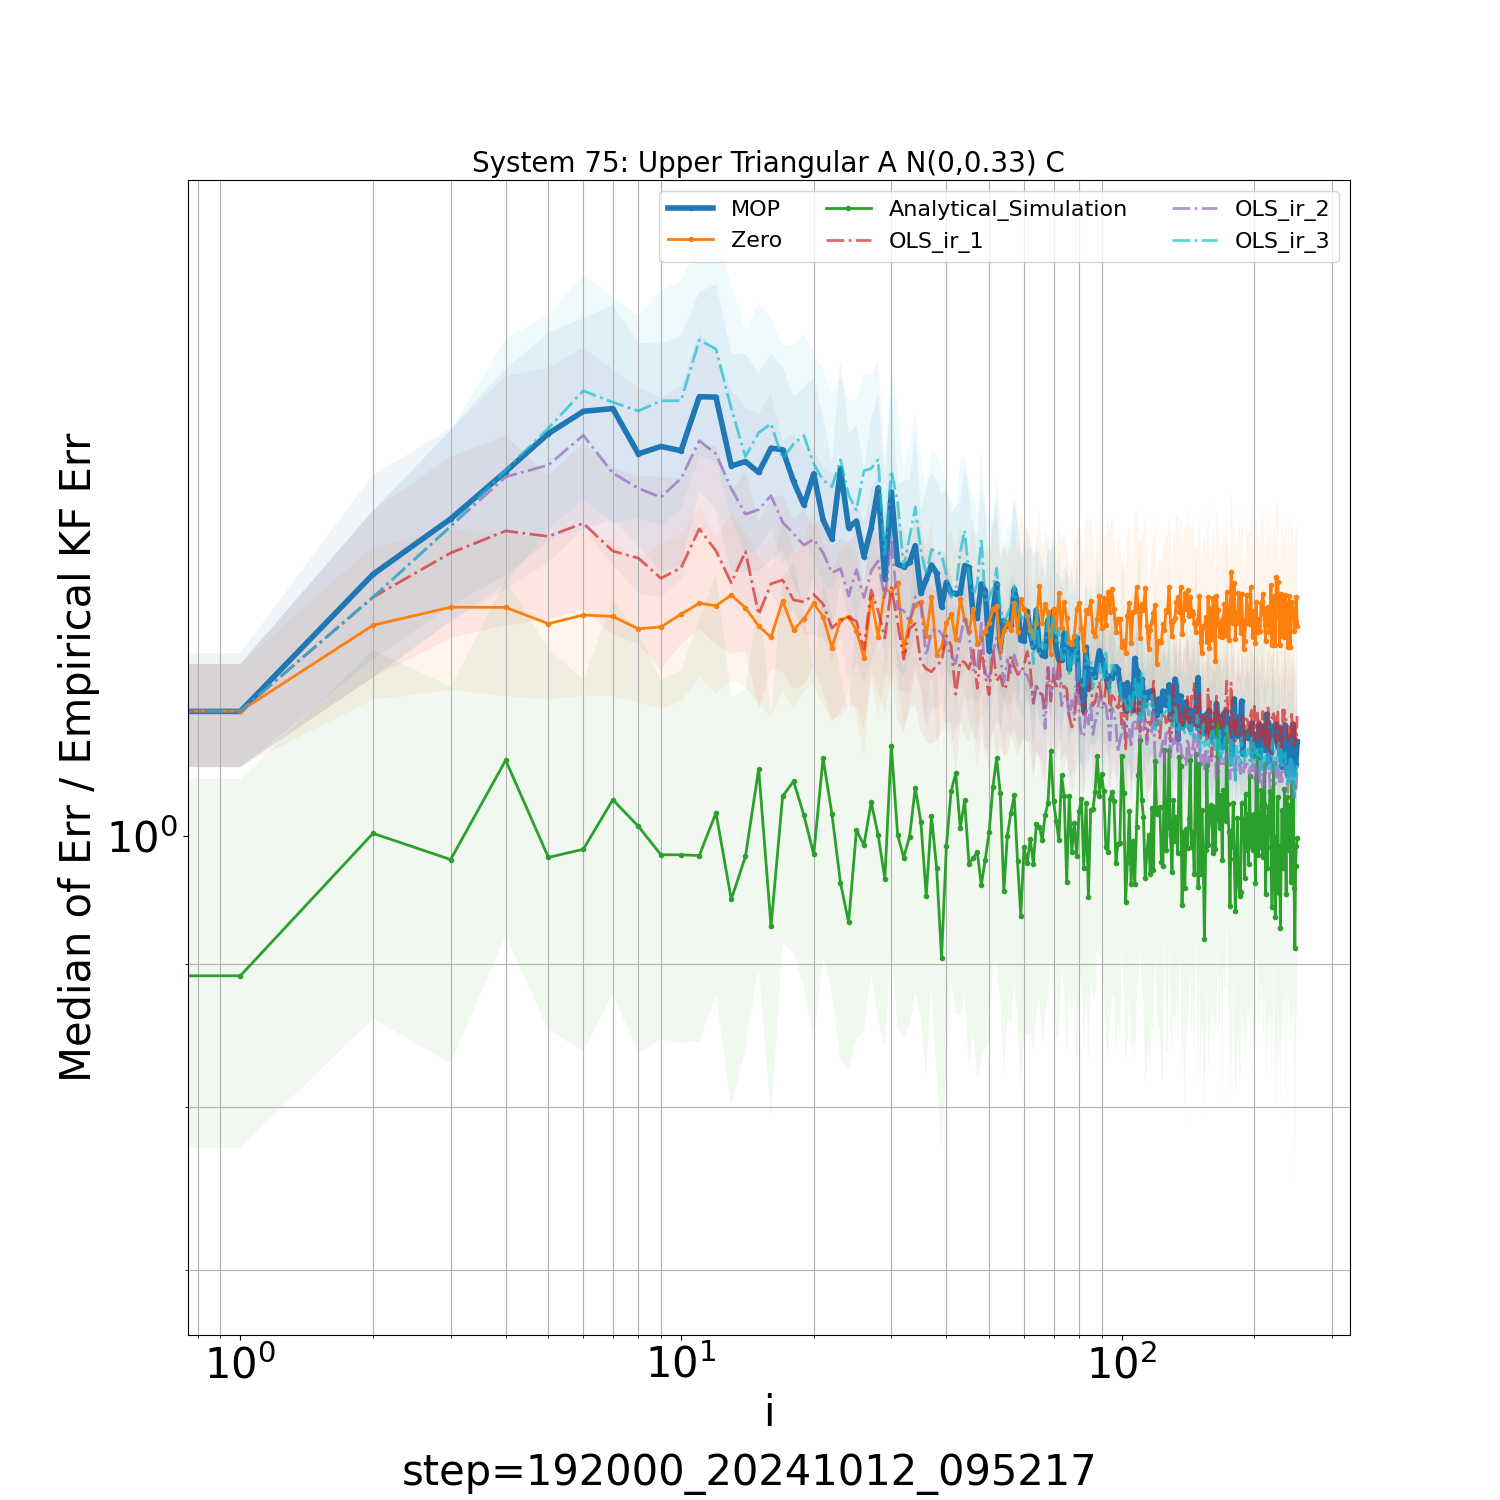 System 75: Upper Triangular A N(0,0.33) C
MOP
Zero
Analytical_Simulation
OLS_ir_1
OLS_ir_2
OLS_ir_3
Median of Err / Empirical KF Err
10⁰
10⁰
10¹
10²
i
step=192000_20241012_095217